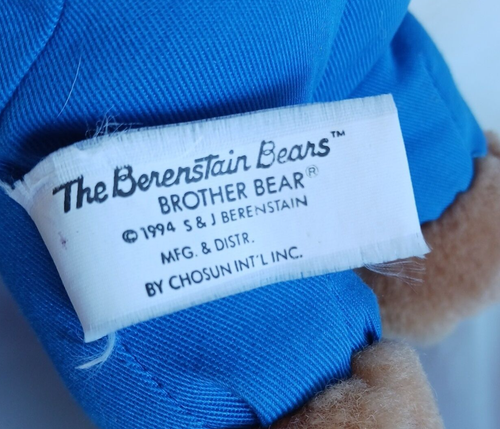 The Berenstain Bears™
BROTHER BEAR®
©1994 S & J BERENSTAIN
MFG. & DISTR.
BY CHOSUN INT'L INC.